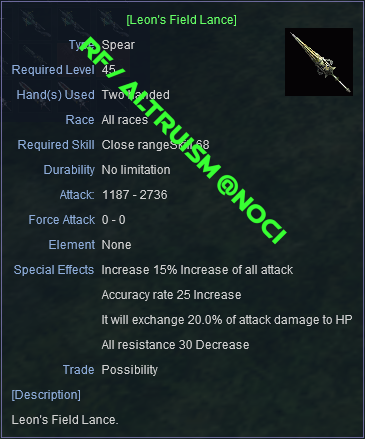 [Leon's Field Lance]
Type Spear
Required Level 45
Hand(s) Used Two handed
Race All races
Required Skill Close rangeSkill 68
Durability No limitation
Attack: 1187 - 2736
Force Attack 0 - 0
Element None
Special Effects Increase 15% Increase of all attack
Accuracy rate 25 Increase
It will exchange 20.0% of attack damage to HP
All resistance 30 Decrease
Trade Possibility
[Description]
Leon's Field Lance.
RF / ALTRUISM @NOCI